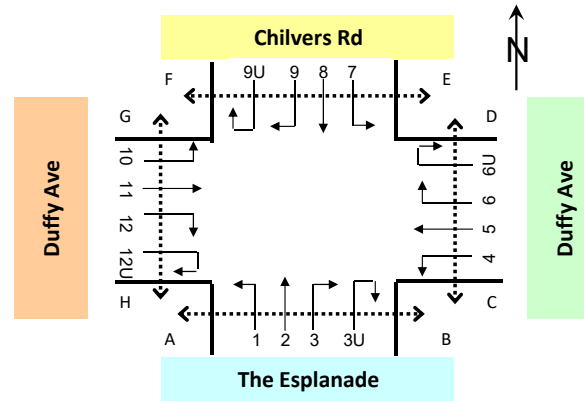 Chilvers Rd
N
F
9U 9 8 7
E
G
D
10
6U
11
6
Duffy Ave
12
5
Duffy Ave
12U
4
H
C
A
1 2 3 3U
B
The Esplanade